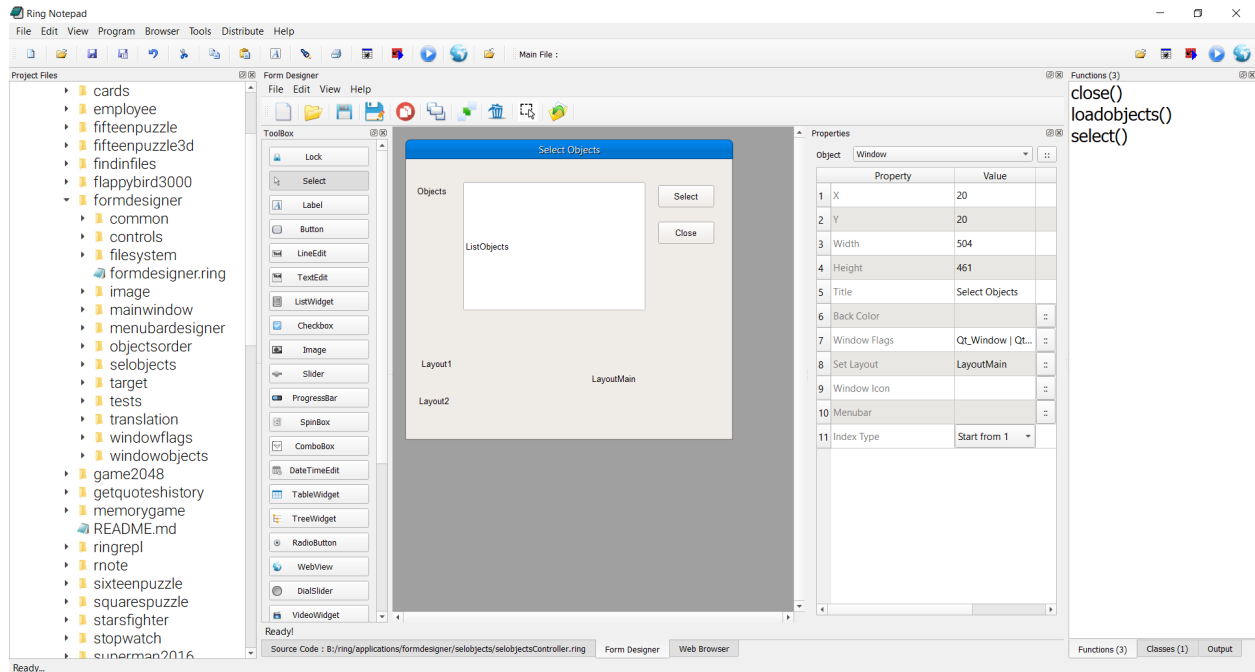 Ring Notepad
File Edit View Program Browser Tools Distribute Help
Main File :
Project Files
cards
employee
fifteenpuzzle
fifteenpuzzle3d
findinfiles
flappybird3000
formdesigner
common
controls
filesystem
formdesigner.ring
image
mainwindow
menubardesigner
objectsorder
selobjects
target
tests
translation
windowflags
windowobjects
game2048
getquoteshistory
memorygame
README.md
ringrepl
rnote
sixteenpuzzle
squarespuzzle
starsfighter
stopwatch
superman2016
Form Designer
File Edit View Help
ToolBox
Lock
Select
Label
Button
LineEdit
TextEdit
ListWidget
Checkbox
Image
Slider
ProgressBar
SpinBox
ComboBox
DateTimeEdit
TableWidget
TreeWidget
RadioButton
WebView
DialSlider
VideoWidget
Select Objects
Objects
ListObjects
Select
Close
Layout1
LayoutMain
Layout2
Properties
Object Window ::
Property Value
1 X 20
2 Y 20
3 Width 504
4 Height 461
5 Title Select Objects
6 Back Color ::
7 Window Flags Qt_Window | Qt... ::
8 Set Layout LayoutMain ::
9 Window Icon ::
10 Menubar ::
11 Index Type Start from 1
Ready!
Source Code : B:/ring/applications/formdesigner/selobjects/selobjectsController.ring Form Designer Web Browser
Functions (3)
close()
loadobjects()
select()
Functions (3) Classes (1) Output
Ready...